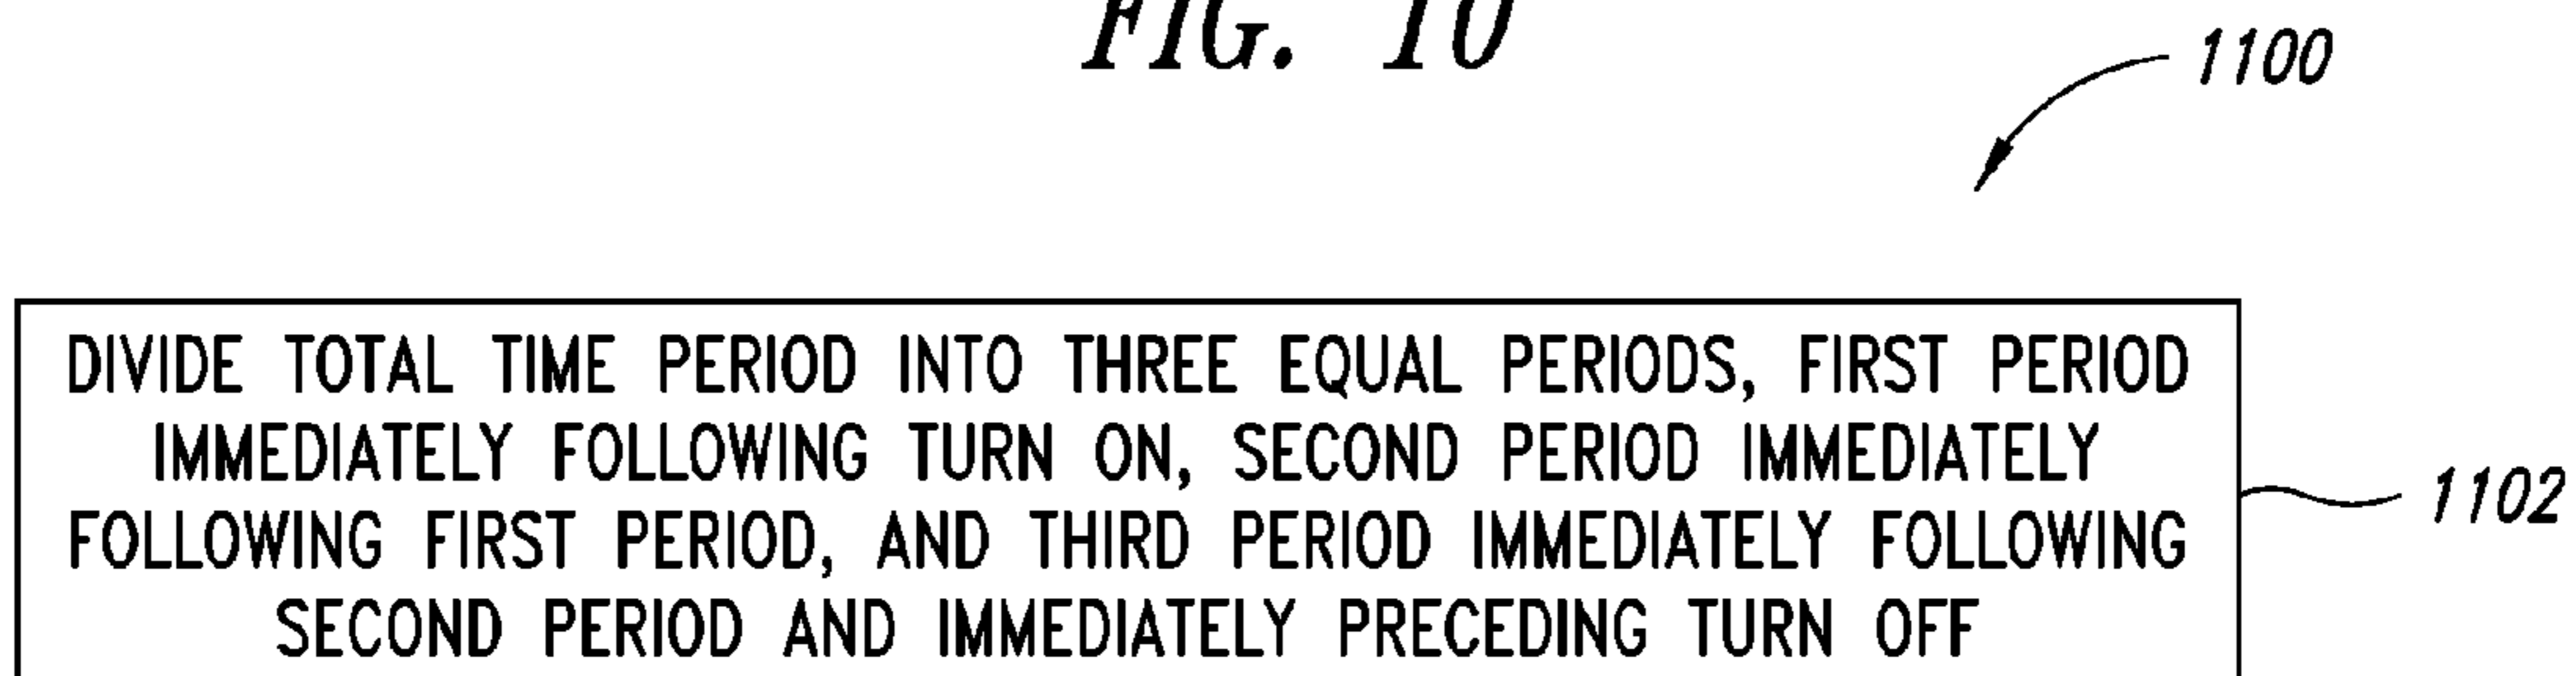 FIG. 10
1100
DIVIDE TOTAL TIME PERIOD INTO THREE EQUAL PERIODS, FIRST PERIOD
IMMEDIATELY FOLLOWING TURN ON, SECOND PERIOD IMMEDIATELY
FOLLOWING FIRST PERIOD, AND THIRD PERIOD IMMEDIATELY FOLLOWING
SECOND PERIOD AND IMMEDIATELY PRECEDING TURN OFF
1102